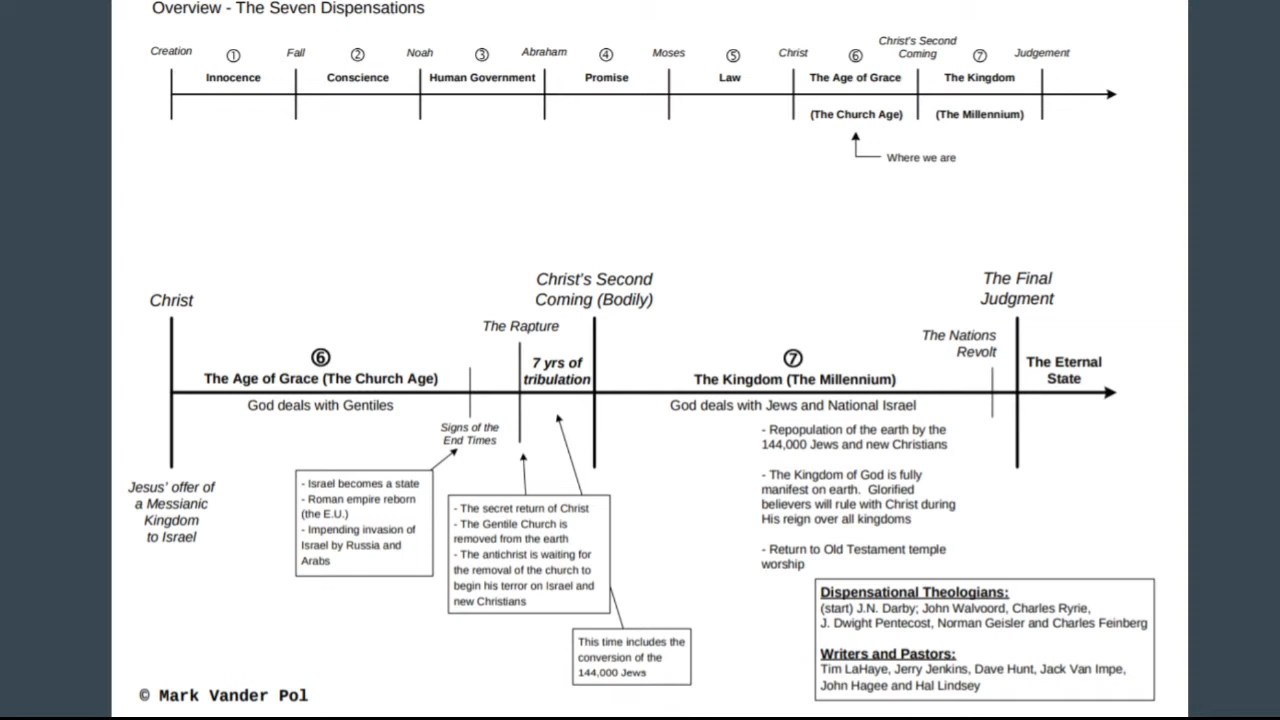 Overview - The Seven Dispensations
Creation
①
Fall
②
Noah
③
Abraham
④
Moses
⑤
Christ
⑥
Christ's Second
Coming
⑦
Judgement
Innocence
Conscience
Human Government
Promise
Law
The Age of Grace
The Kingdom
(The Church Age)
(The Millennium)
Where we are
Christ
Christ's Second
Coming (Bodily)
The Final
Judgment
The Rapture
The Nations
Revolt
⑥
The Age of Grace (The Church Age)
7 yrs of
tribulation
⑦
The Kingdom (The Millennium)
The Eternal
State
God deals with Gentiles
God deals with Jews and National Israel
Signs of the
End Times
- Repopulation of the earth by the
144,000 Jews and new Christians
- The Kingdom of God is fully
manifest on earth. Glorified
believers will rule with Christ during
His reign over all kingdoms
- Return to Old Testament temple
worship
Jesus' offer of
a Messianic
Kingdom
to Israel
- Israel becomes a state
- Roman empire reborn
(the E.U.)
- Impending invasion of
Israel by Russia and
Arabs
- The secret return of Christ
- The Gentile Church is
removed from the earth
- The antichrist is waiting for
the removal of the church to
begin his terror on Israel and
new Christians
This time includes the
conversion of the
144,000 Jews
Dispensational Theologians:
(start) J.N. Darby; John Walvoord, Charles Ryrie,
J. Dwight Pentecost, Norman Geisler and Charles Feinberg
Writers and Pastors:
Tim LaHaye, Jerry Jenkins, Dave Hunt, Jack Van Impe,
John Hagee and Hal Lindsey
© Mark Vander Pol